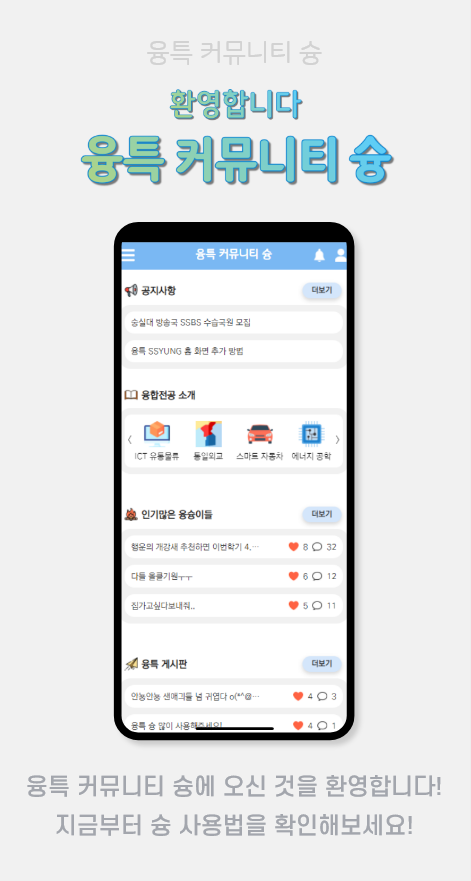 융특 커뮤니티 슝
환영합니다
융특 커뮤니티 슝
융특 커뮤니티 슝
공지사항 더보기
숭실대 방송국 SSBS 수습국원 모집
융특 SSYUNG 홈 화면 추가 방법
융합전공 소개
ICT 유통물류 통일외교 스마트 자동차 에너지 공학
인기많은 융슝이들 더보기
행운의 개강새 추천하면 이번학기 4.… 8 32
다들 올클기원ㅜㅜ 6 12
집가고싶다보내줘.. 5 11
융특 게시판 더보기
안뇽안뇽 새애긔들 넘 귀엽다 o(*^@… 4 3
융특 슝 많이 사용해주세요! 4 1
융특 커뮤니티 슝에 오신 것을 환영합니다!
지금부터 슝 사용법을 확인해보세요!